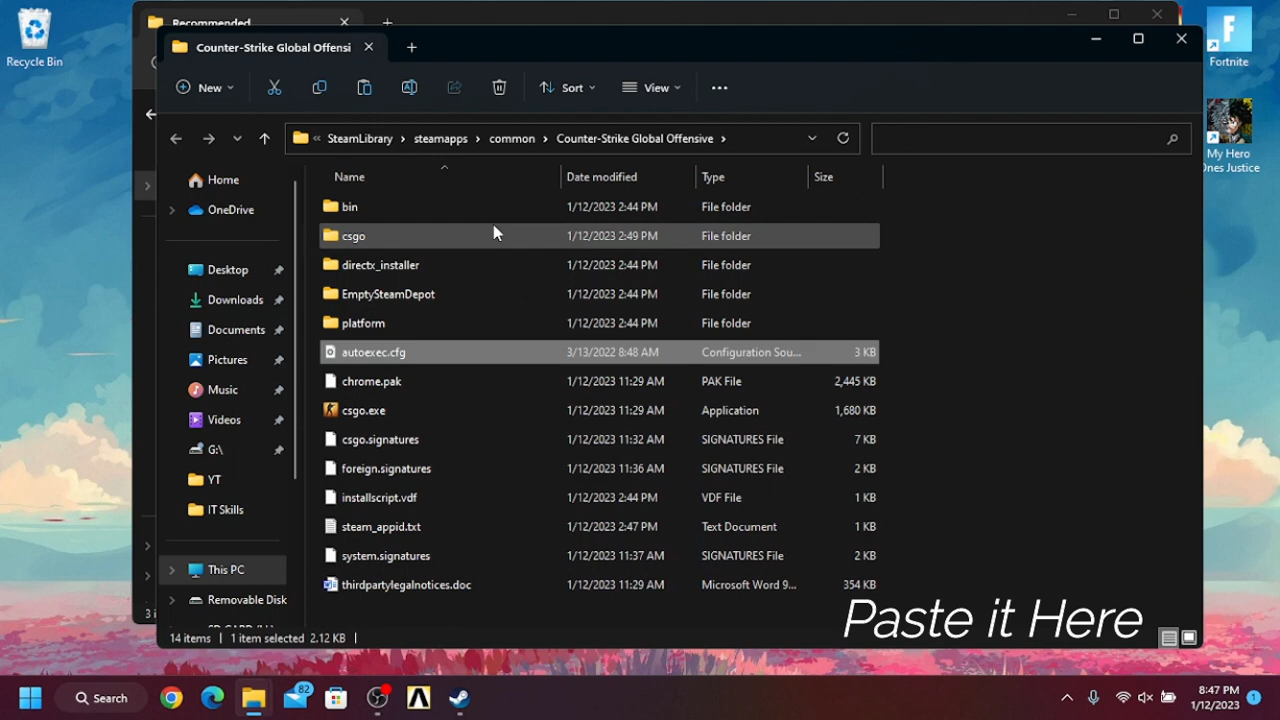 Recycle Bin
Recommended
Counter-Strike Global Offensi
New
Sort
View
SteamLibrary
steamapps
common
Counter-Strike Global Offensive
Fortnite
My Hero
Ones Justice
Home
OneDrive
Desktop
Downloads
Documents
Pictures
Music
Videos
G:\
YT
IT Skills
This PC
Removable Disk
Name Date modified Type Size
bin 1/12/2023 2:44 PM File folder
csgo 1/12/2023 2:49 PM File folder
directx_installer 1/12/2023 2:44 PM File folder
EmptySteamDepot 1/12/2023 2:44 PM File folder
platform 1/12/2023 2:44 PM File folder
autoexec.cfg 3/13/2022 8:48 AM Configuration Sou... 3 KB
chrome.pak 1/12/2023 11:29 AM PAK File 2,445 KB
csgo.exe 1/12/2023 11:29 AM Application 1,680 KB
csgo.signatures 1/12/2023 11:32 AM SIGNATURES File 7 KB
foreign.signatures 1/12/2023 11:36 AM SIGNATURES File 2 KB
installscript.vdf 1/12/2023 2:44 PM VDF File 1 KB
steam_appid.txt 1/12/2023 2:47 PM Text Document 1 KB
system.signatures 1/12/2023 11:37 AM SIGNATURES File 2 KB
thirdpartylegalnotices.doc 1/12/2023 11:29 AM Microsoft Word 9... 354 KB
Paste it Here
14 items 1 item selected 2.12 KB
Search
82
8:47 PM
1/12/2023
1